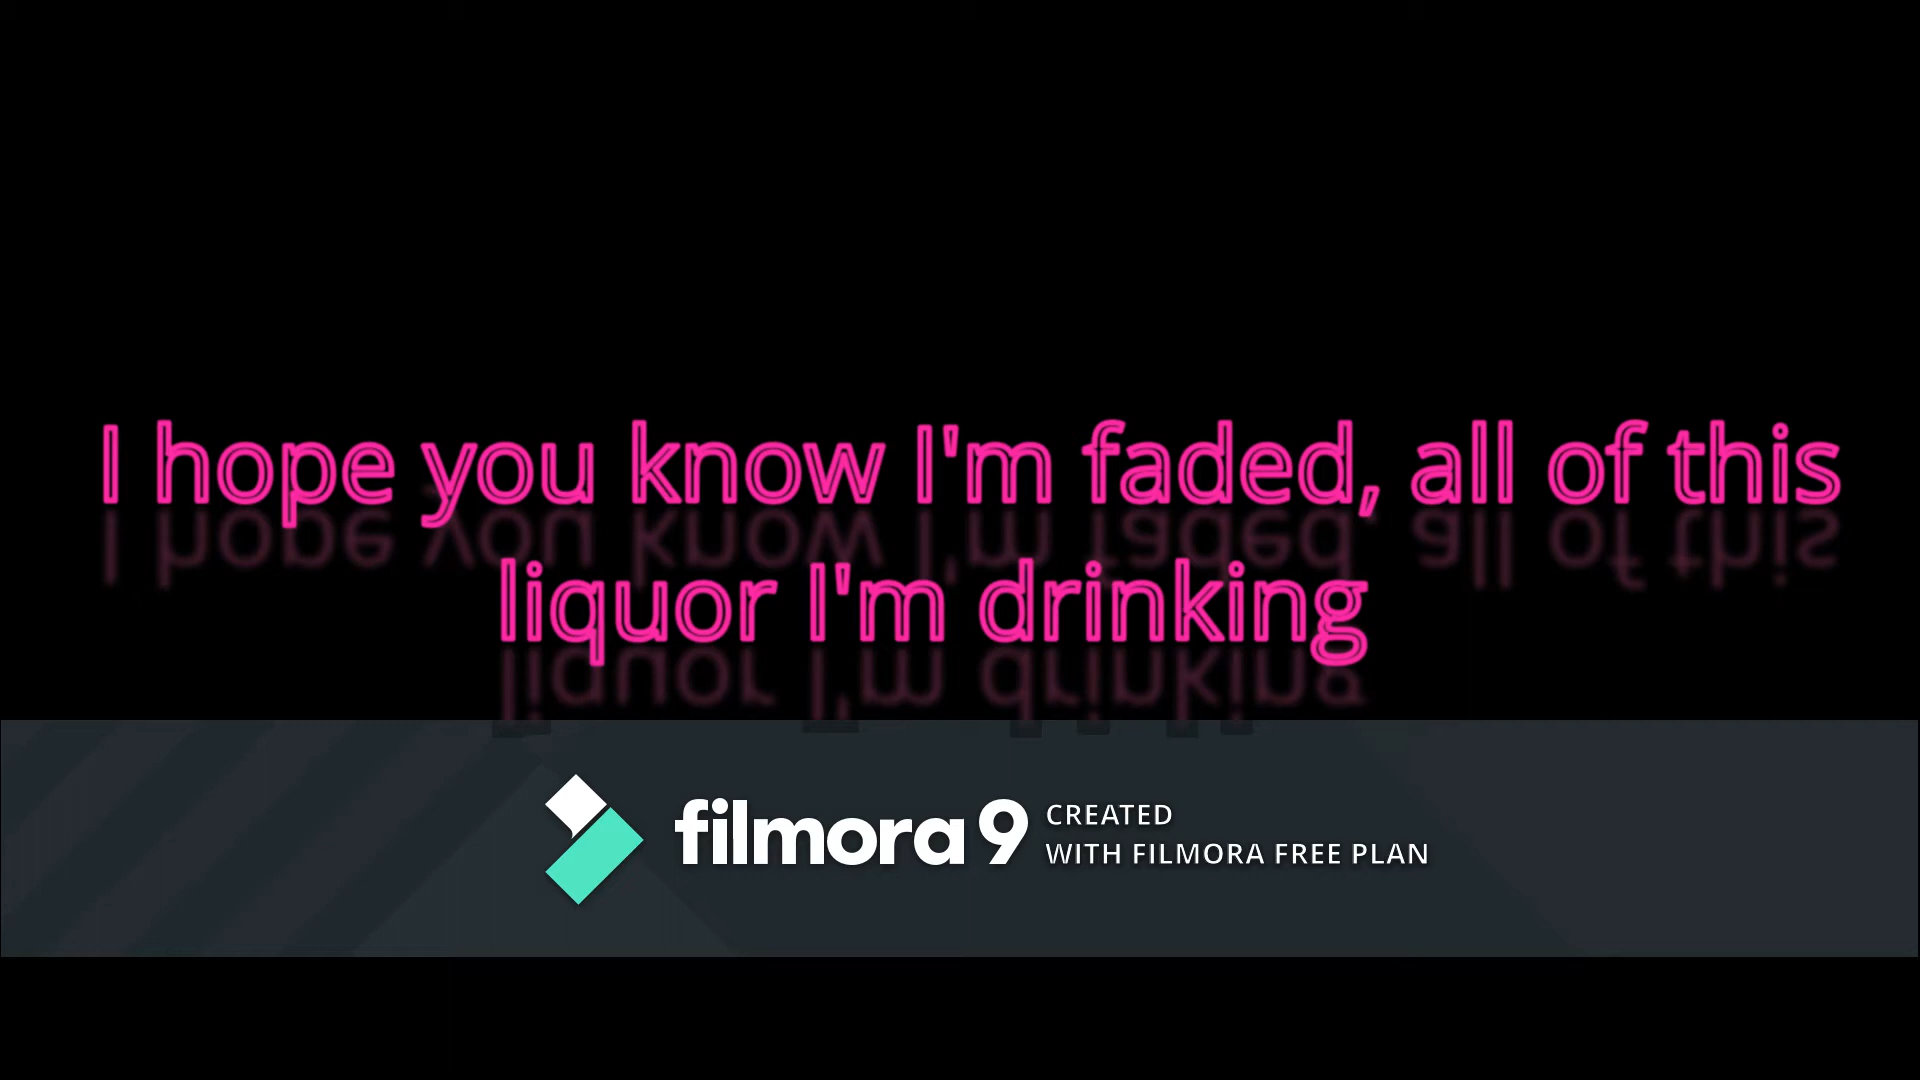 I hope you know I'm faded, all of this
liquor I'm drinking
filmora 9 CREATED
WITH FILMORA FREE PLAN